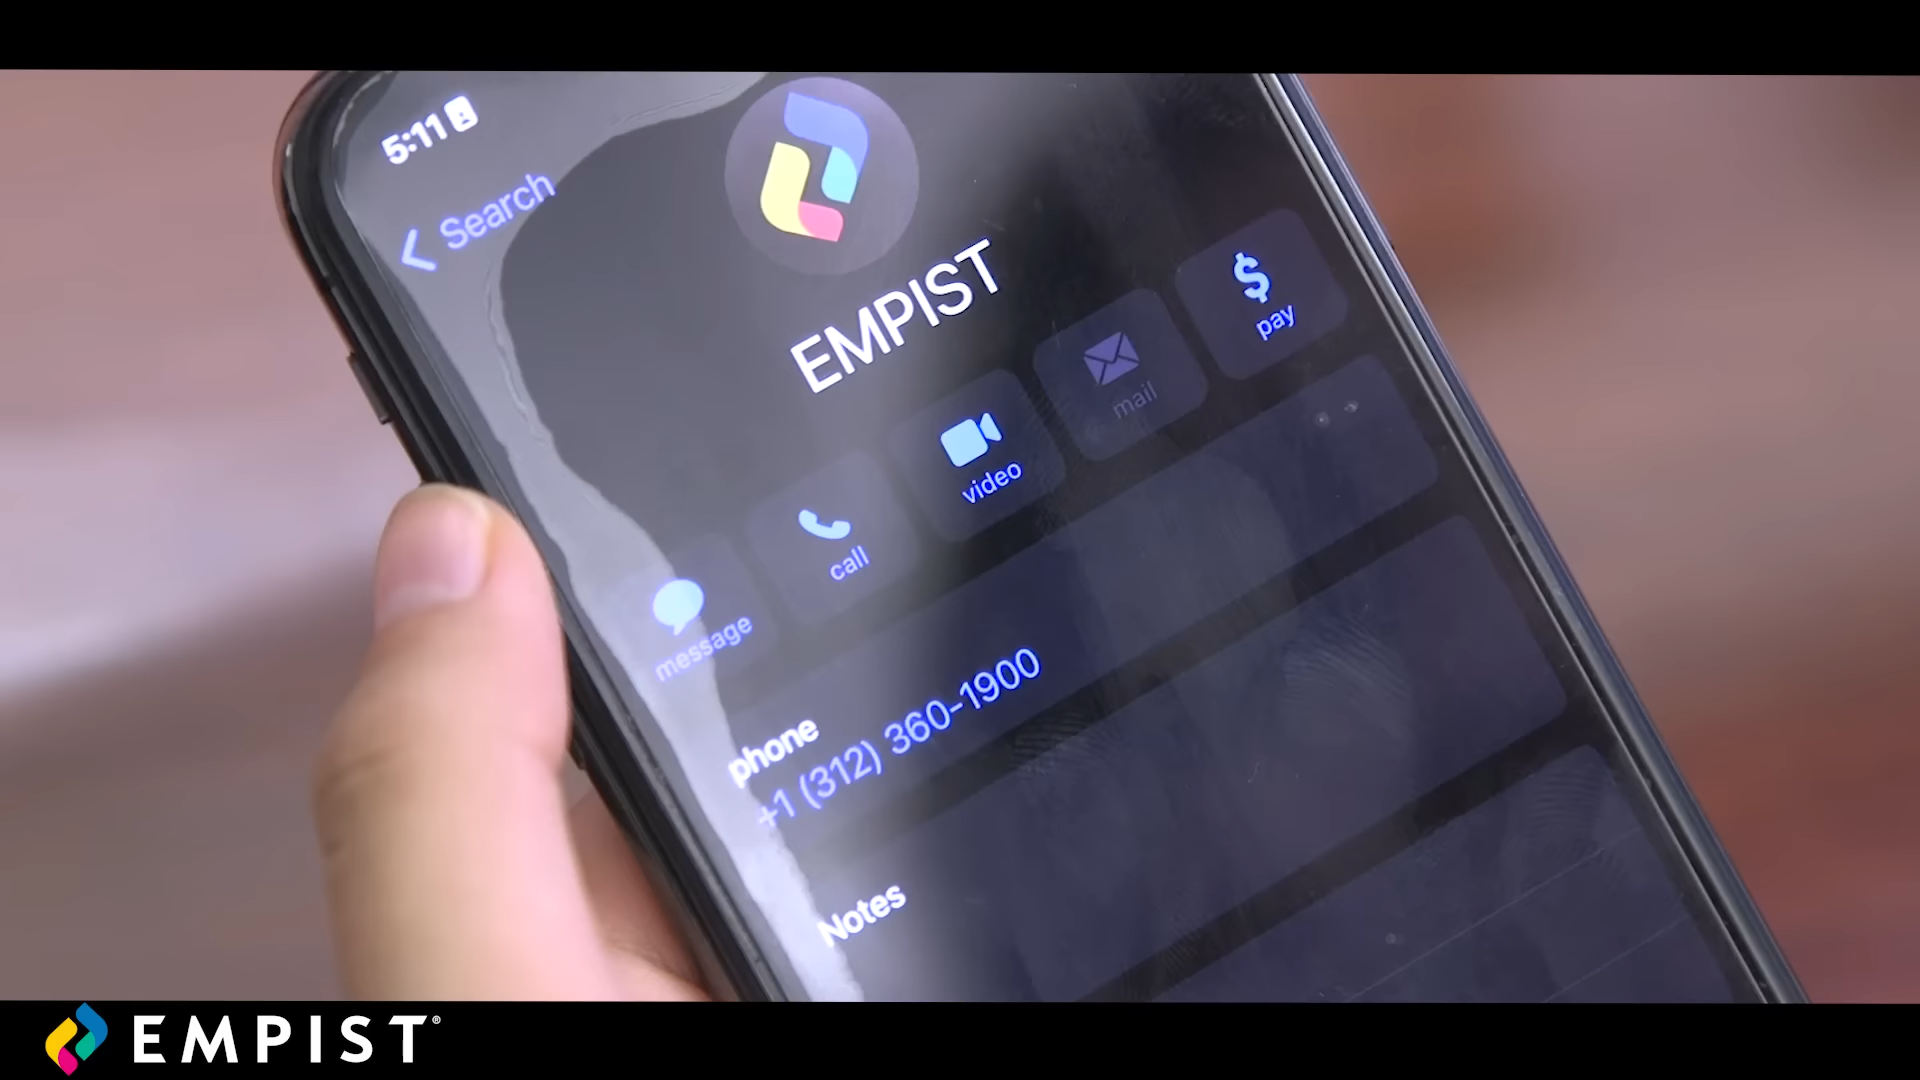 5:11
Search
EMPIST
message
call
video
mail
$
pay
phone
+1 (312) 360-1900
Notes
EMPIST®